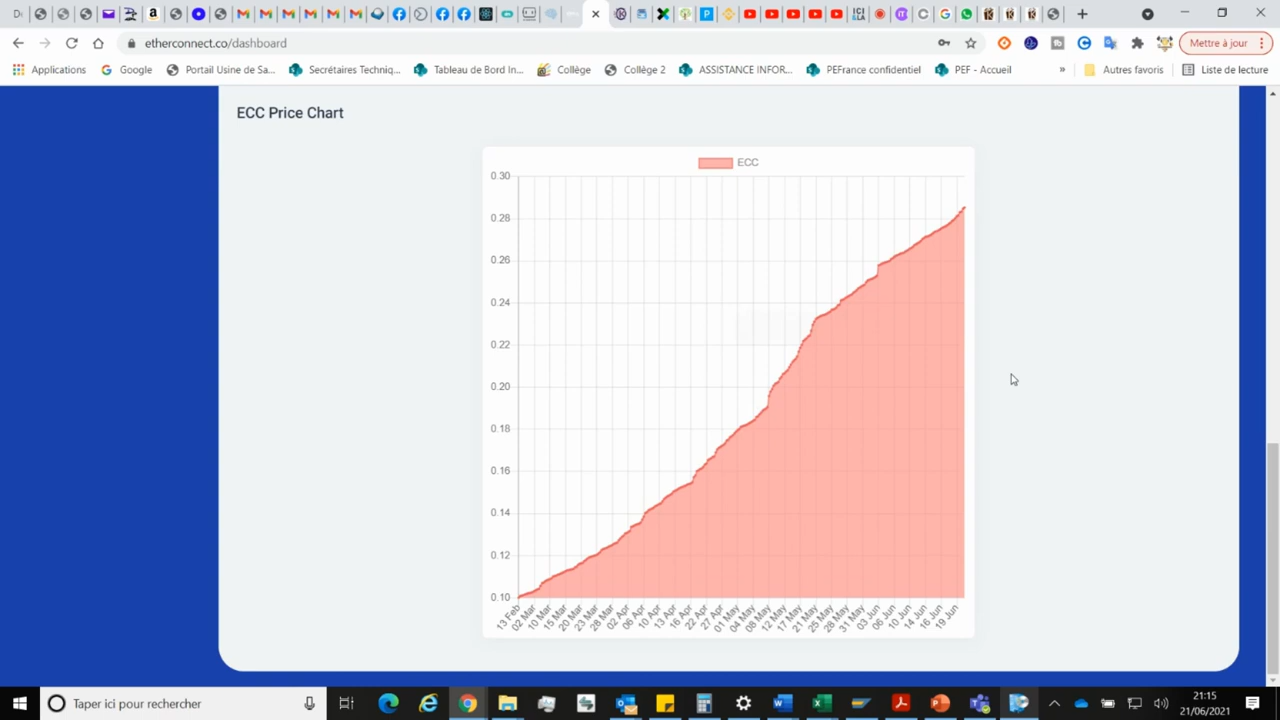 etherconnect.co/dashboard
Mettre à jour
Applications
Google
Portail Usine de Sa...
Secrétaires Techniq...
Tableau de Bord In...
Collège
Collège 2
ASSISTANCE INFOR...
PEFrance confidentiel
PEF - Accueil
»
Autres favoris
Liste de lecture
ECC Price Chart
ECC
0.30
0.28
0.26
0.24
0.22
0.20
0.18
0.16
0.14
0.12
0.10
13 Feb
02 Mar
10 Mar
15 Mar
20 Mar
23 Mar
28 Mar
02 Apr
06 Apr
10 Apr
13 Apr
16 Apr
22 Apr
27 Apr
01 May
04 May
08 May
12 May
17 May
21 May
25 May
28 May
31 May
03 Jun
06 Jun
10 Jun
14 Jun
16 Jun
19 Jun
Taper ici pour rechercher
21:15
21/06/2021